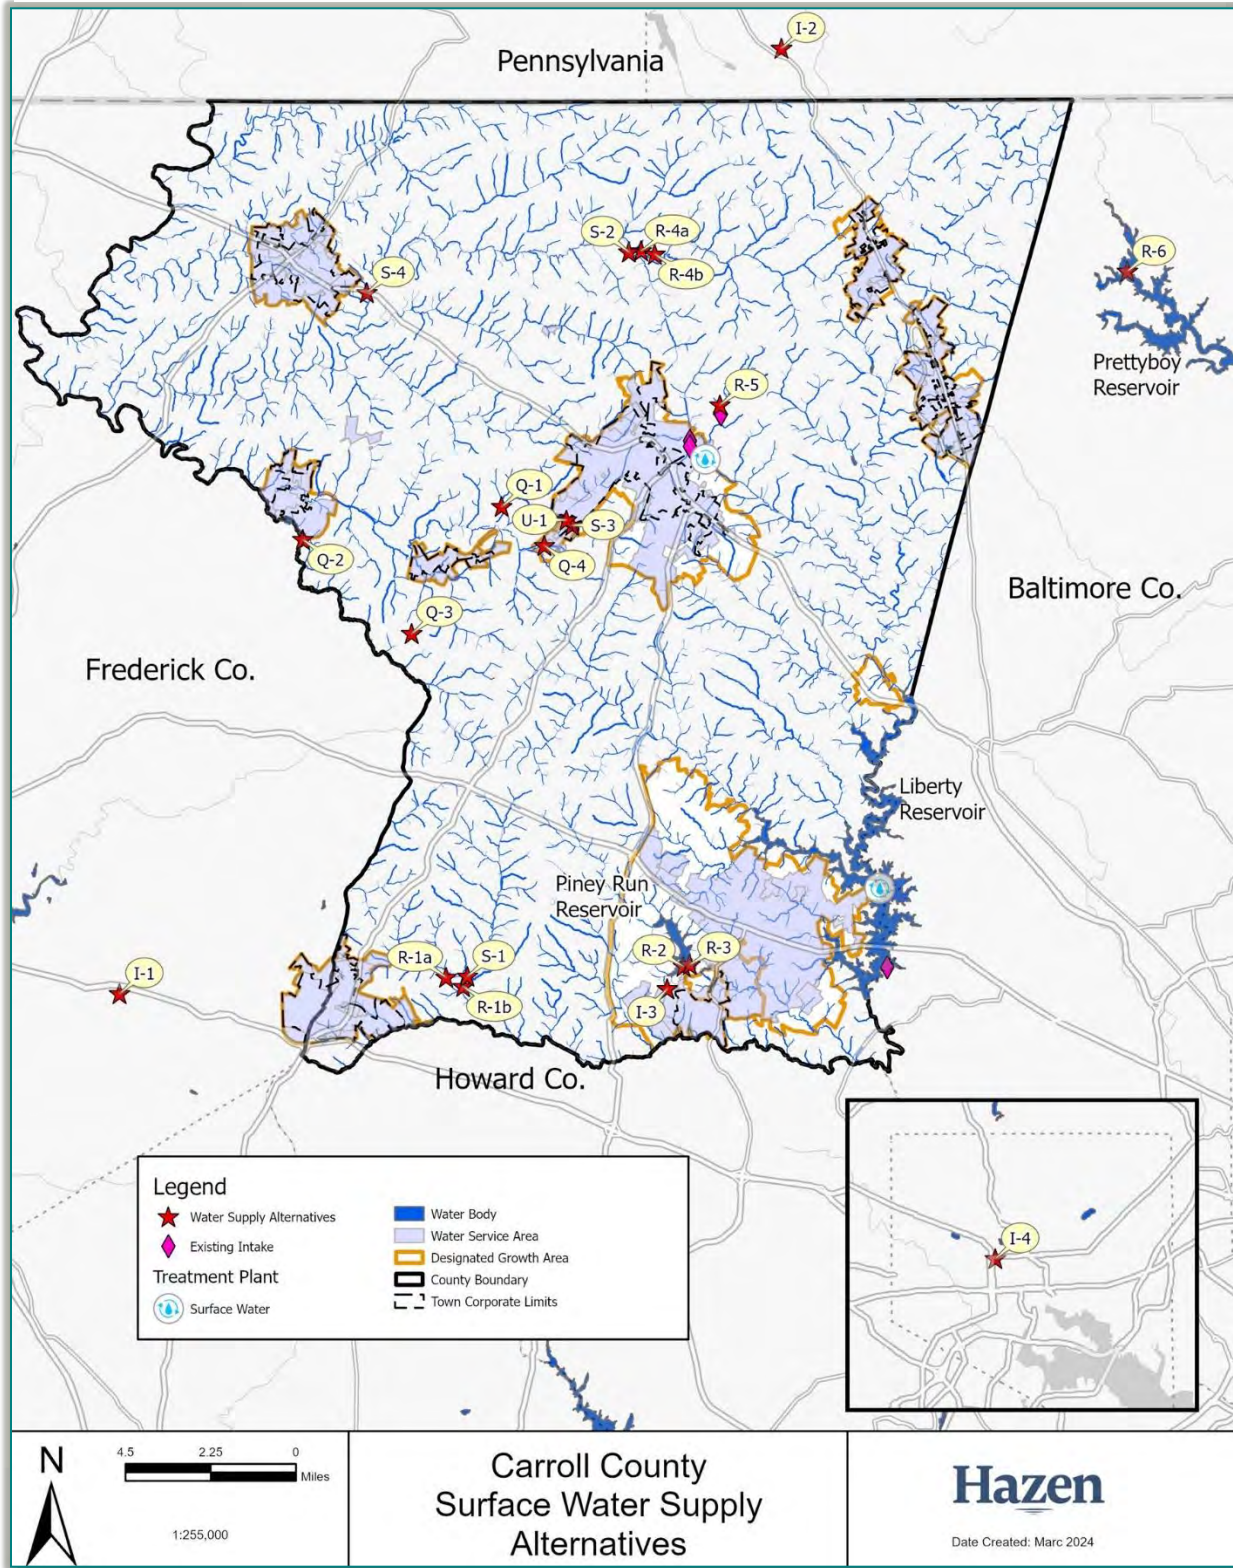 I-2
Pennsylvania
S-2
R-4a
R-4b
S-4
R-6
Prettyboy
Reservoir
R-5
Q-1
U-1
S-3
Q-2
Q-4
Baltimore Co.
Q-3
Frederick Co.
Liberty
Reservoir
Piney Run
Reservoir
R-1a
S-1
R-2
R-3
I-1
R-1b
I-3
Howard Co.
Legend
Water Supply Alternatives
Existing Intake
Treatment Plant
Surface Water
Water Body
Water Service Area
Designated Growth Area
County Boundary
Town Corporate Limits
I-4
N
4.5 2.25 0
Miles
1:255,000
Carroll County
Surface Water Supply
Alternatives
Hazen
Date Created: Marc 2024